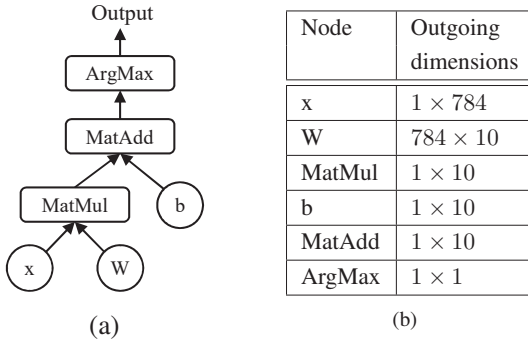 Output
ArgMax
MatAdd
MatMul
b
x
W
(a)
Node Outgoing
dimensions
x 1 × 784
W 784 × 10
MatMul 1 × 10
b 1 × 10
MatAdd 1 × 10
ArgMax 1 × 1
(b)